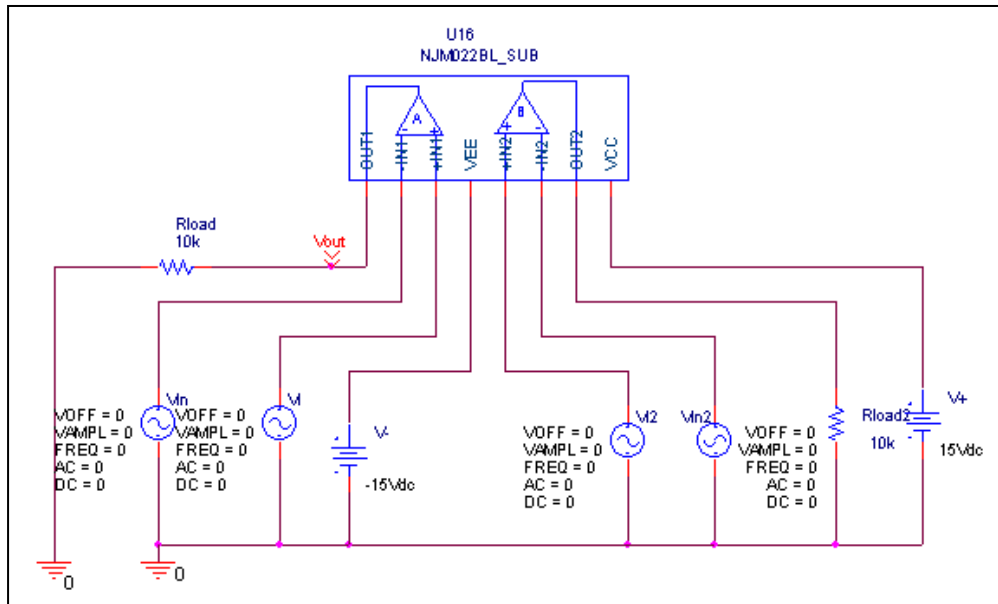 U16
NJM022BL_SUB
A
B
-
+
+
-
OUT1
-IN1
+IN1
VEE
+IN2
-IN2
OUT2
VCC
Rload
10k
Vout
Vin
VOFF = 0
VAMPL = 0
FREQ = 0
AC = 0
DC = 0
Vi
VOFF = 0
VAMPL = 0
FREQ = 0
AC = 0
DC = 0
V-
-15Vdc
Vi2
VOFF = 0
VAMPL = 0
FREQ = 0
AC = 0
DC = 0
Vin2
VOFF = 0
VAMPL = 0
FREQ = 0
AC = 0
DC = 0
Rload2
10k
V+
15Vdc
0
0